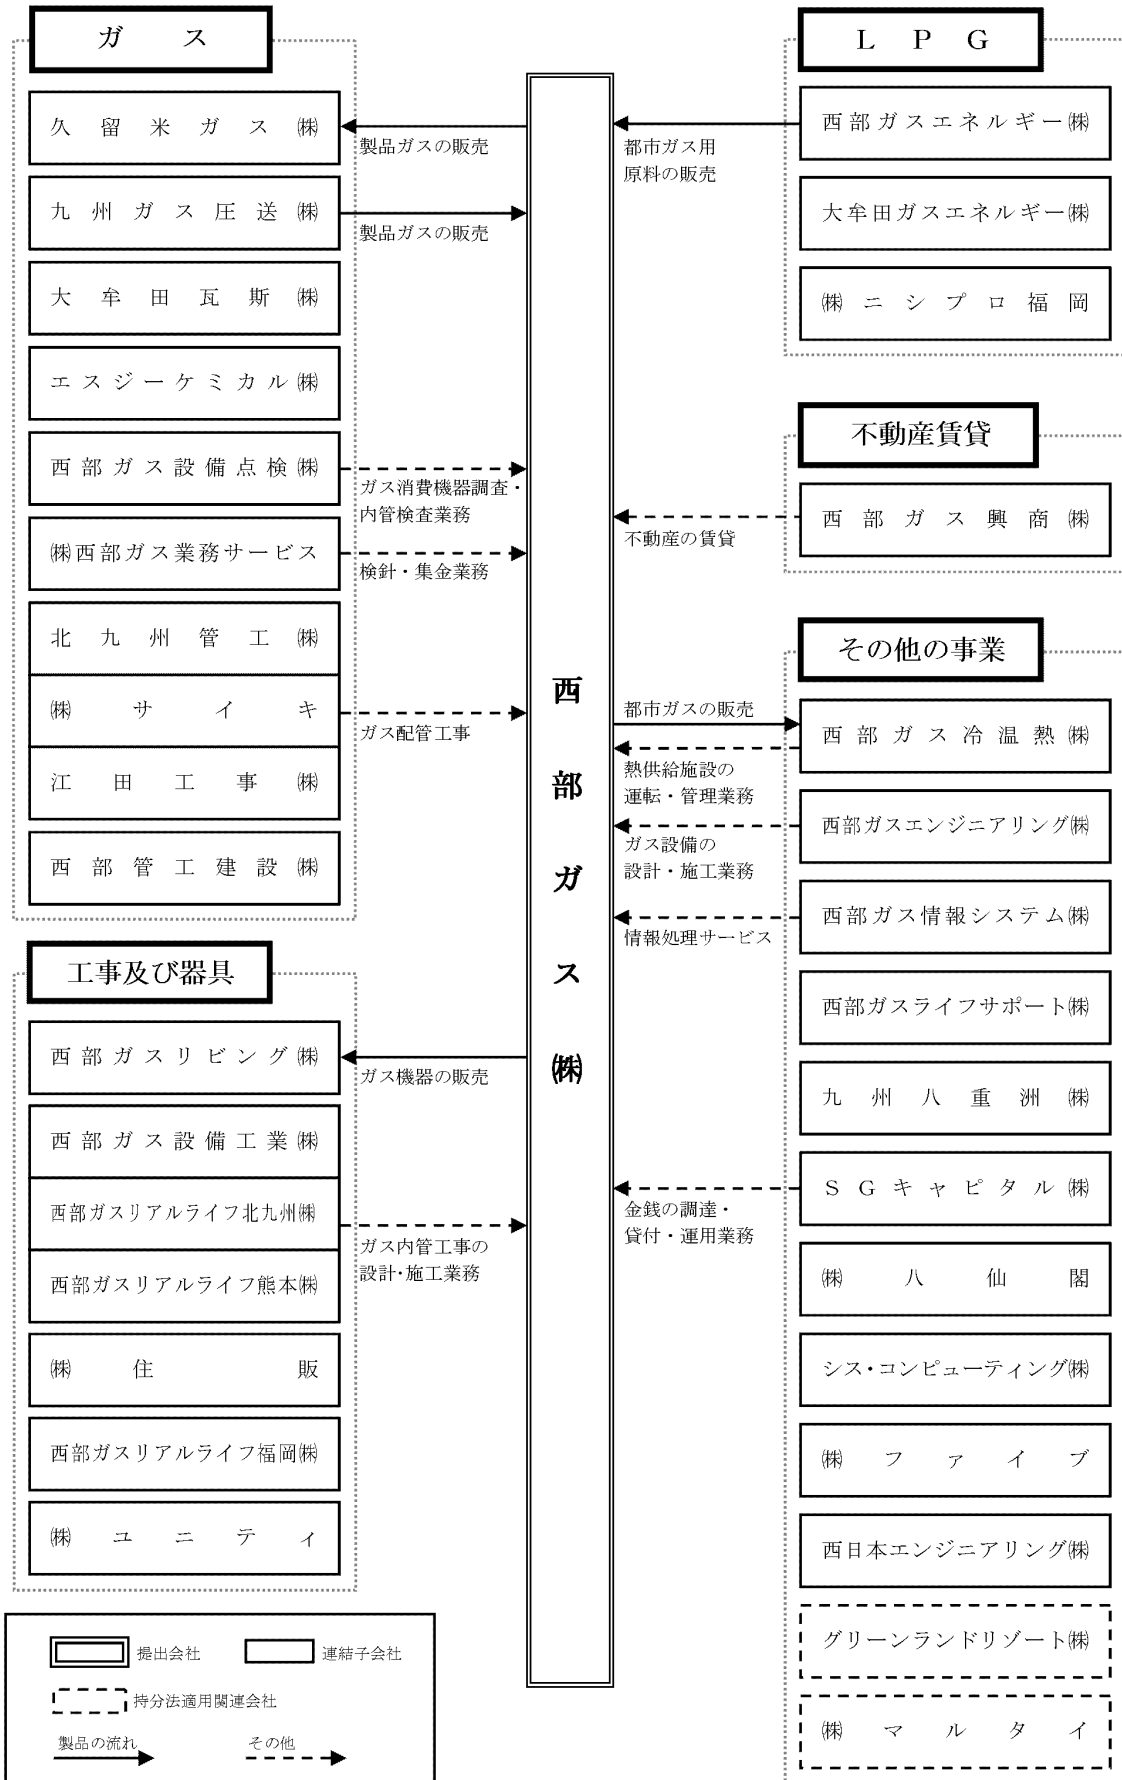 ガス
久留米ガス㈱
製品ガスの販売
九州ガス圧送㈱
製品ガスの販売
大牟田瓦斯㈱
エスジーケミカル㈱
西部ガス設備点検㈱
ガス消費機器調査・
内管検査業務
㈱西部ガス業務サービス
検針・集金業務
北九州管工㈱
㈱サイキ
ガス配管工事
江田工事㈱
西部管工建設㈱
工事及び器具
西部ガスリビング㈱
ガス機器の販売
西部ガス設備工業㈱
西部ガスリアルライフ北九州㈱
ガス内管工事の
設計・施工業務
西部ガスリアルライフ熊本㈱
㈱住販
西部ガスリアルライフ福岡㈱
㈱ユニティ
西部ガス㈱
LPG
西部ガスエネルギー㈱
都市ガス用
原料の販売
大牟田ガスエネルギー㈱
㈱ニシプロ福岡
不動産賃貸
西部ガス興商㈱
不動産の賃貸
その他の事業
都市ガスの販売
西部ガス冷温熱㈱
熱供給施設の
運転・管理業務
西部ガスエンジニアリング㈱
ガス設備の
設計・施工業務
西部ガス情報システム㈱
情報処理サービス
西部ガスライフサポート㈱
九州八重洲㈱
SGキャピタル㈱
金銭の調達・
貸付・運用業務
㈱八仙閣
シス・コンピューティング㈱
㈱ファイブ
西日本エンジニアリング㈱
グリーンランドリゾート㈱
㈱マルタイ
提出会社
連結子会社
持分法適用関連会社
製品の流れ
その他